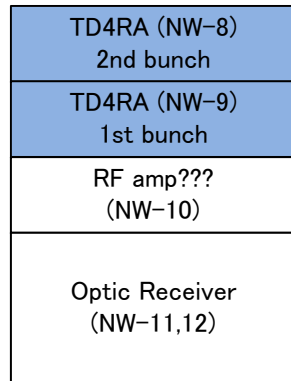 TD4RA (NW-8)
2nd bunch
TD4RA (NW-9)
1st bunch
RF amp???
(NW-10)
Optic Receiver
(NW-11,12)